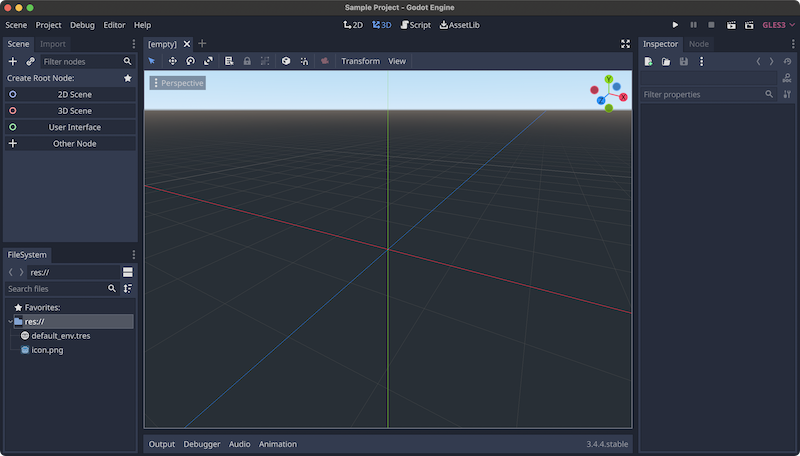 Sample Project – Godot Engine
Scene Project Debug Editor Help
2D 3D Script AssetLib
GLES3
Scene Import
Filter nodes
Create Root Node:
2D Scene
3D Scene
User Interface
Other Node
FileSystem
res://
Search files
Favorites:
res://
default_env.tres
icon.png
[empty]
Transform View
Perspective
Y
X
Z
Output Debugger Audio Animation
3.4.4.stable
Inspector Node
DOC
Filter properties